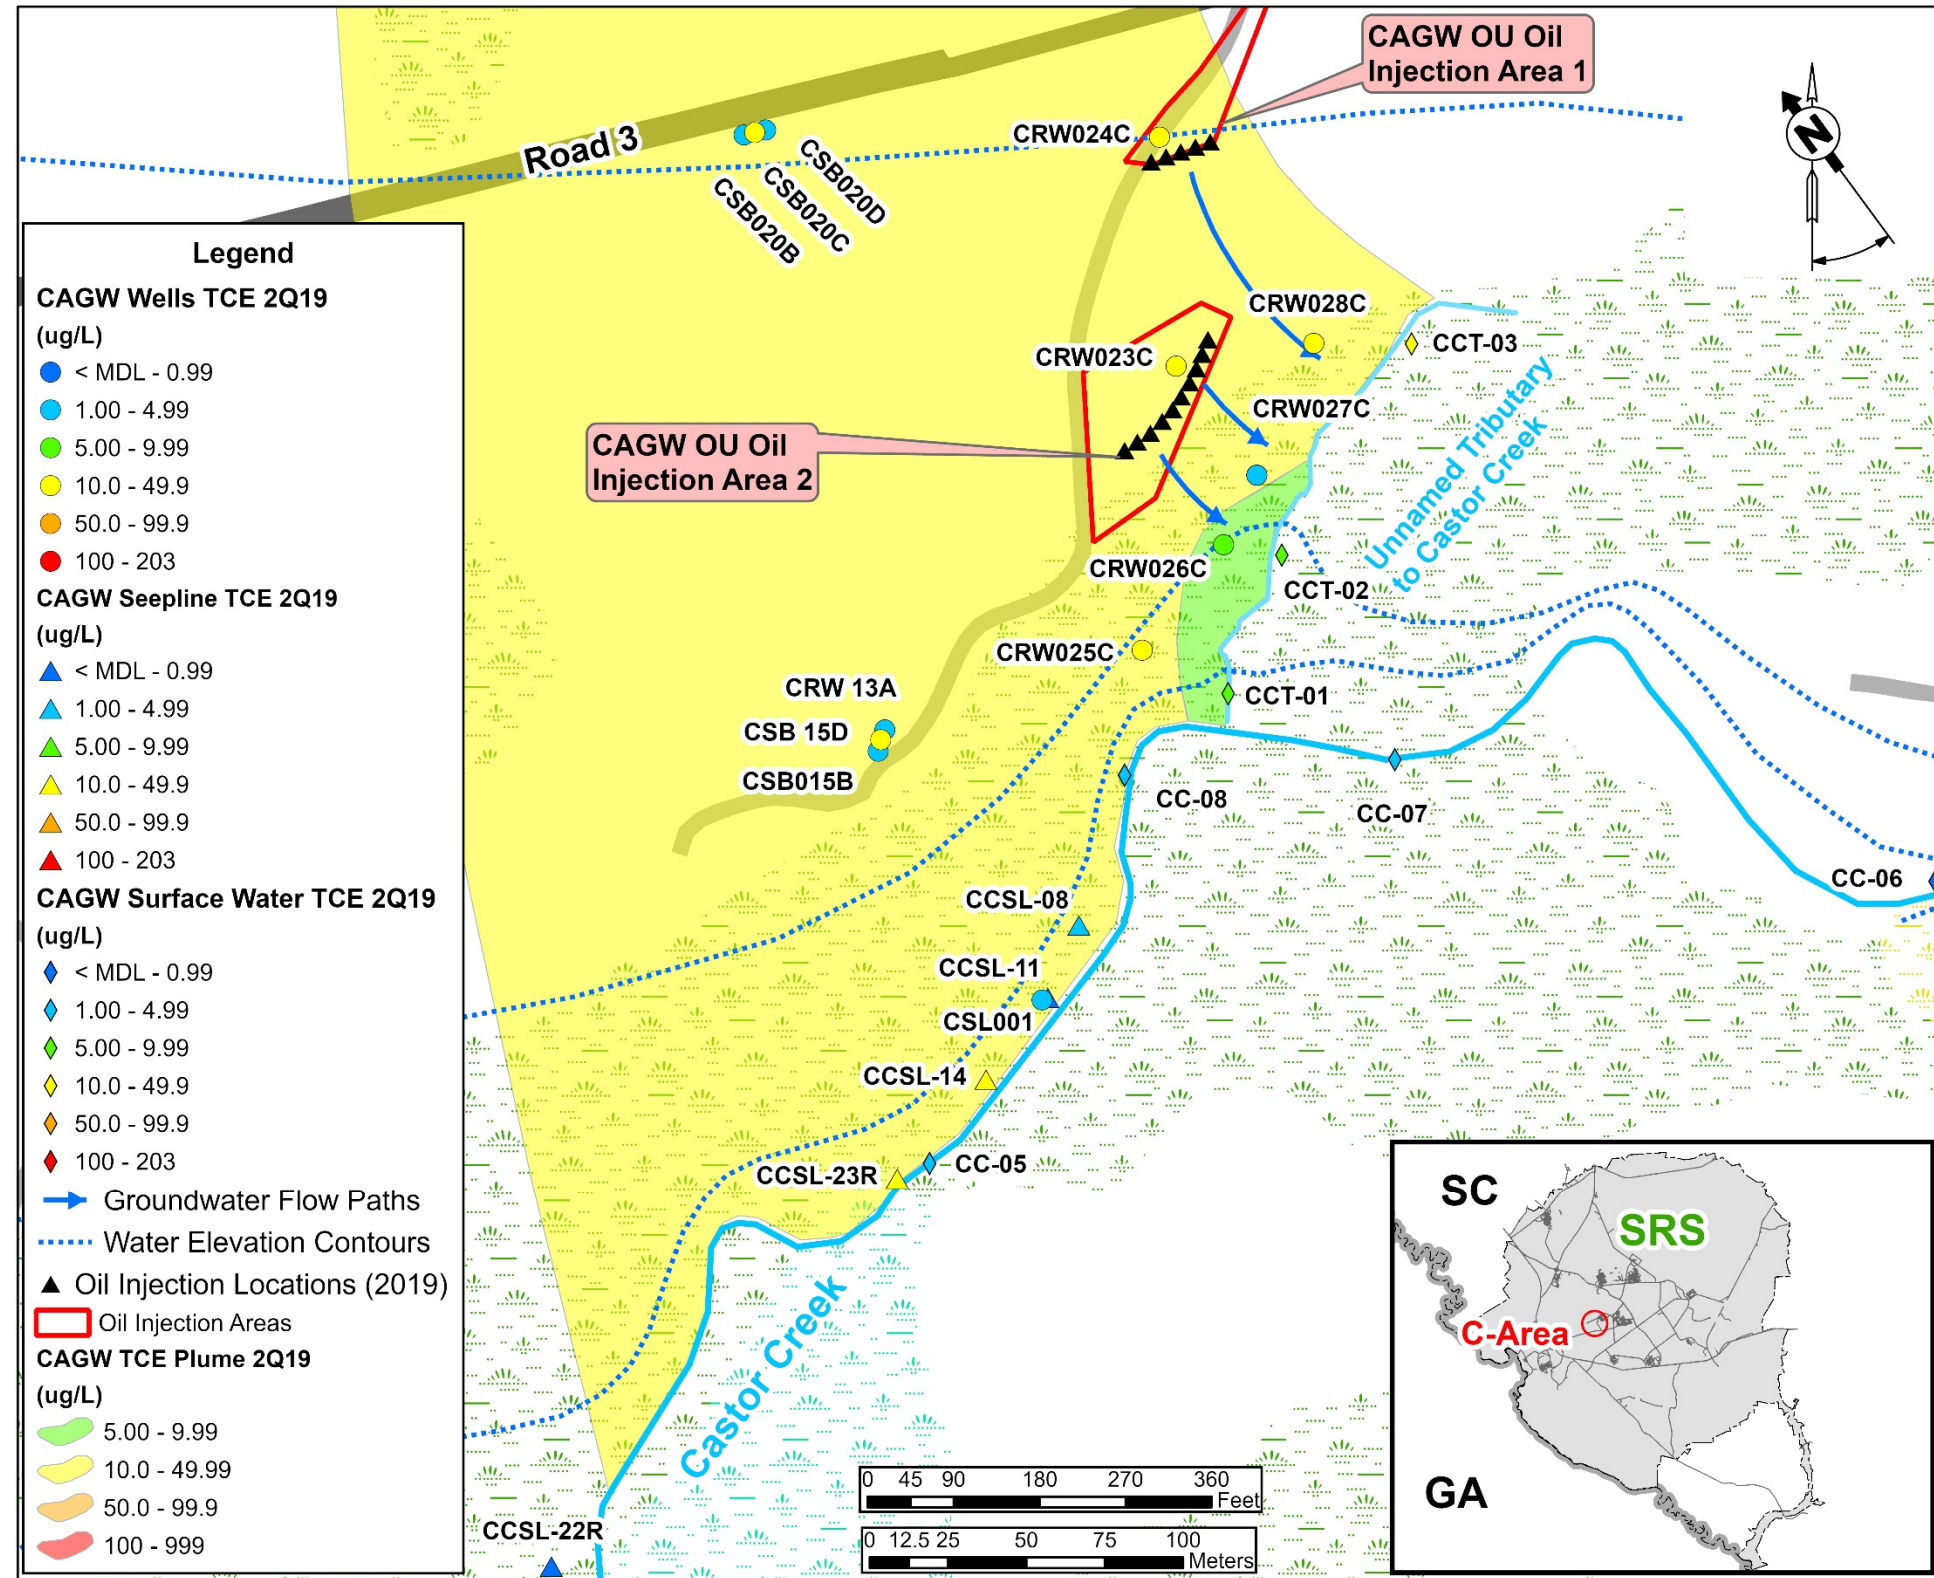 CAGW OU Oil
Injection Area 1
N
Road 3
CRW024C
CSB020D
CSB020C
CSB020B
CRW028C
CCT-03
CRW023C
CRW027C
CAGW OU Oil
Injection Area 2
Unnamed Tributary
to Castor Creek
CRW026C
CCT-02
CRW025C
CCT-01
CRW 13A
CSB 15D
CSB015B
CC-08
CC-07
CC-06
CCSL-08
CCSL-11
CSL001
CCSL-14
CCSL-23R
CC-05
Castor Creek
CCSL-22R
Legend
CAGW Wells TCE 2Q19
(ug/L)
< MDL - 0.99
1.00 - 4.99
5.00 - 9.99
10.0 - 49.9
50.0 - 99.9
100 - 203
CAGW Seepline TCE 2Q19
(ug/L)
< MDL - 0.99
1.00 - 4.99
5.00 - 9.99
10.0 - 49.9
50.0 - 99.9
100 - 203
CAGW Surface Water TCE 2Q19
(ug/L)
< MDL - 0.99
1.00 - 4.99
5.00 - 9.99
10.0 - 49.9
50.0 - 99.9
100 - 203
Groundwater Flow Paths
Water Elevation Contours
Oil Injection Locations (2019)
Oil Injection Areas
CAGW TCE Plume 2Q19
(ug/L)
5.00 - 9.99
10.0 - 49.99
50.0 - 99.9
100 - 999
0 45 90 180 270 360
Feet
0 12.5 25 50 75 100
Meters
SC
SRS
C-Area
GA